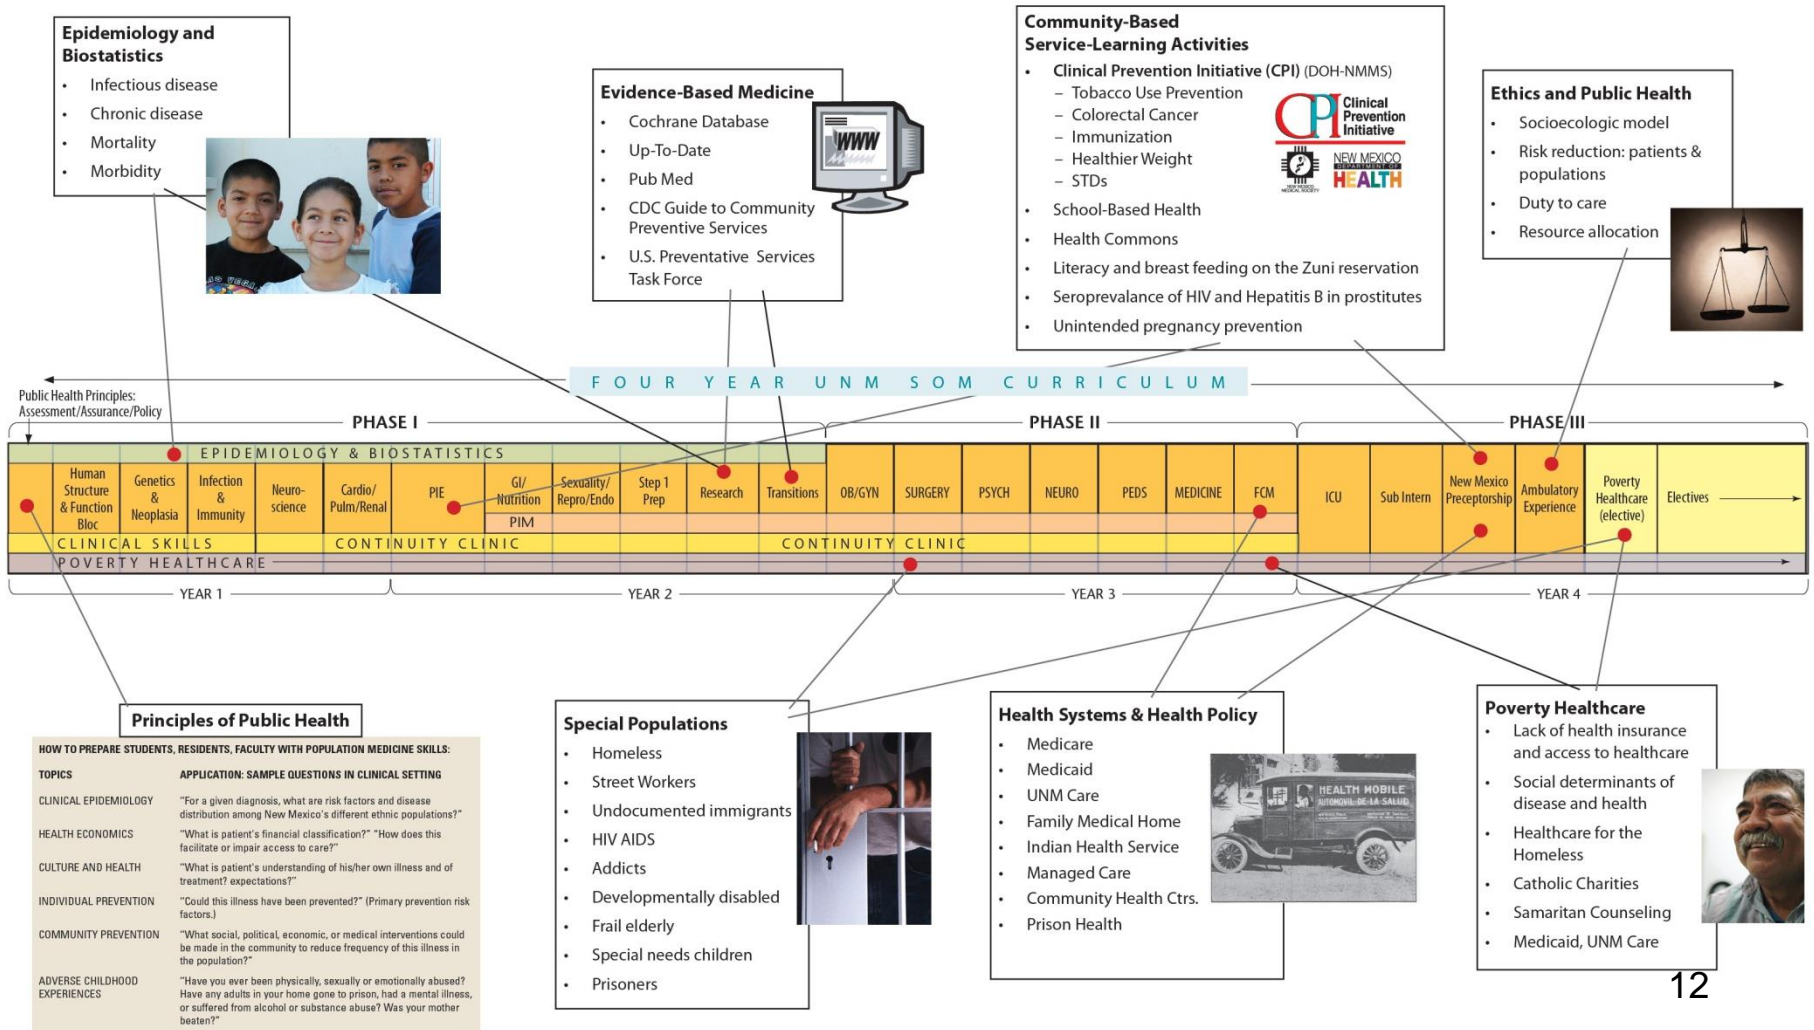 Epidemiology and
Biostatistics
• Infectious disease
• Chronic disease
• Mortality
• Morbidity
Evidence-Based Medicine
• Cochrane Database
• Up-To-Date
• Pub Med
• CDC Guide to Community
Preventive Services
• U.S. Preventative Services
Task Force
WWW
Community-Based
Service-Learning Activities
• Clinical Prevention Initiative (CPI) (DOH-NMMS)
– Tobacco Use Prevention
– Colorectal Cancer
– Immunization
– Healthier Weight
– STDs
• School-Based Health
• Health Commons
• Literacy and breast feeding on the Zuni reservation
• Seroprevalance of HIV and Hepatitis B in prostitutes
• Unintended pregnancy prevention
CPI Clinical
Prevention
Initiative
NEW MEXICO
MEDICAL SOCIETY
NEW MEXICO
DEPARTMENT OF
HEALTH
Ethics and Public Health
• Socioecologic model
• Risk reduction: patients &
populations
• Duty to care
• Resource allocation
FOUR YEAR UNM SOM CURRICULUM
Public Health Principles:
Assessment/Assurance/Policy
PHASE I
PHASE II
PHASE III
EPIDEMIOLOGY & BIOSTATISTICS
Human
Structure
& Function
Bloc
Genetics
&
Neoplasia
Infection
&
Immunity
Neuro-
science
Cardio/
Pulm/Renal
PIE
GI/
Nutrition
Sexuality/
Repro/Endo
Step 1
Prep
Research
Transitions
OB/GYN
SURGERY
PSYCH
NEURO
PEDS
MEDICINE
FCM
ICU
Sub Intern
New Mexico
Preceptorship
Ambulatory
Experience
Poverty
Healthcare
(elective)
Electives
PIM
CLINICAL SKILLS
CONTINUITY CLINIC
CONTINUITY CLINIC
POVERTY HEALTHCARE
YEAR 1
YEAR 2
YEAR 3
YEAR 4
Principles of Public Health
HOW TO PREPARE STUDENTS, RESIDENTS, FACULTY WITH POPULATION MEDICINE SKILLS:
TOPICS APPLICATION: SAMPLE QUESTIONS IN CLINICAL SETTING
CLINICAL EPIDEMIOLOGY "For a given diagnosis, what are risk factors and disease
distribution among New Mexico's different ethnic populations?"
HEALTH ECONOMICS "What is patient's financial classification?" "How does this
facilitate or impair access to care?"
CULTURE AND HEALTH "What is patient's understanding of his/her own illness and of
treatment? expectations?"
INDIVIDUAL PREVENTION "Could this illness have been prevented?" (Primary prevention risk
factors.)
COMMUNITY PREVENTION "What social, political, economic, or medical interventions could
be made in the community to reduce frequency of this illness in
the population?"
ADVERSE CHILDHOOD
EXPERIENCES
"Have you ever been physically, sexually or emotionally abused?
Have any adults in your home gone to prison, had a mental illness,
or suffered from alcohol or substance abuse? Was your mother
beaten?"
Special Populations
• Homeless
• Street Workers
• Undocumented immigrants
• HIV AIDS
• Addicts
• Developmentally disabled
• Frail elderly
• Special needs children
• Prisoners
Health Systems & Health Policy
• Medicare
• Medicaid
• UNM Care
• Family Medical Home
• Indian Health Service
• Managed Care
• Community Health Ctrs.
• Prison Health
HEALTH MOBILE
AUTOMOVIL DE LA SALUD
Poverty Healthcare
• Lack of health insurance
and access to healthcare
• Social determinants of
disease and health
• Healthcare for the
Homeless
• Catholic Charities
• Samaritan Counseling
• Medicaid, UNM Care
12